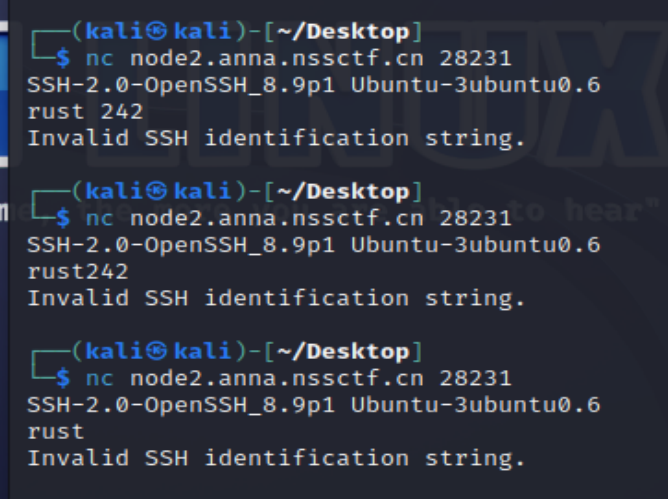 LINUX
┌──(kali㉿kali)-[~/Desktop]
└─$ nc node2.anna.nssctf.cn 28231
SSH-2.0-OpenSSH_8.9p1 Ubuntu-3ubuntu0.6
rust 242
Invalid SSH identification string.
┌──(kali㉿kali)-[~/Desktop]
└─$ nc node2.anna.nssctf.cn 28231
to hear"
SSH-2.0-OpenSSH_8.9p1 Ubuntu-3ubuntu0.6
rust242
Invalid SSH identification string.
┌──(kali㉿kali)-[~/Desktop]
└─$ nc node2.anna.nssctf.cn 28231
SSH-2.0-OpenSSH_8.9p1 Ubuntu-3ubuntu0.6
rust
Invalid SSH identification string.